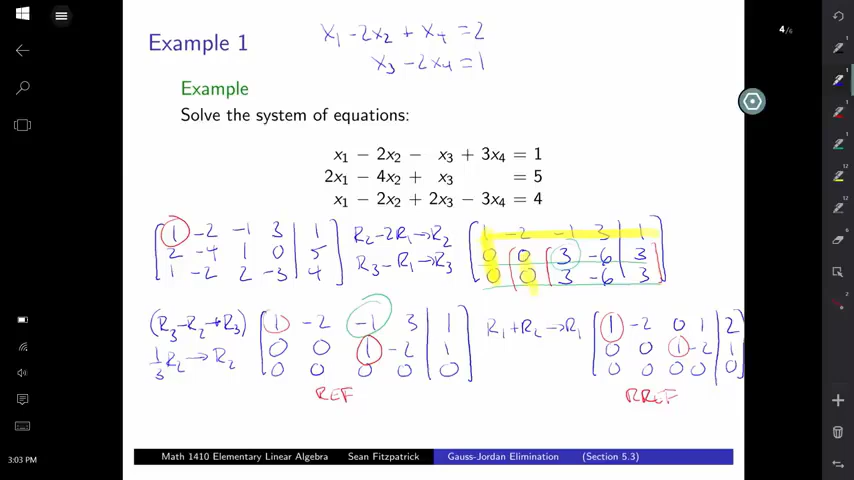 4/6
Example 1
x₁ - 2x₂ + x₄ = 2
x₃ - 2x₄ = 1
Example
Solve the system of equations:
x₁ − 2x₂ − x₃ + 3x₄ = 1
2x₁ − 4x₂ + x₃ = 5
x₁ − 2x₂ + 2x₃ − 3x₄ = 4
[1 -2 -1 3 | 1] R₂-2R₁→R₂ [1 -2 -1 3 | 1]
[2 -4 1 0 | 5] R₃-R₁→R₃ [0 0 3 -6 | 3]
[1 -2 2 -3 | 4] [0 0 3 -6 | 3]
(R₃-R₂→R₃) [1 -2 -1 3 | 1] R₁+R₂→R₁ [1 -2 0 1 | 2]
⅓R₂→R₂ [0 0 1 -2 | 1] [0 0 1 -2 | 1]
[0 0 0 0 | 0] [0 0 0 0 | 0]
REF RREF
Math 1410 Elementary Linear Algebra Sean Fitzpatrick Gauss-Jordan Elimination (Section 5.3)
3:03 PM